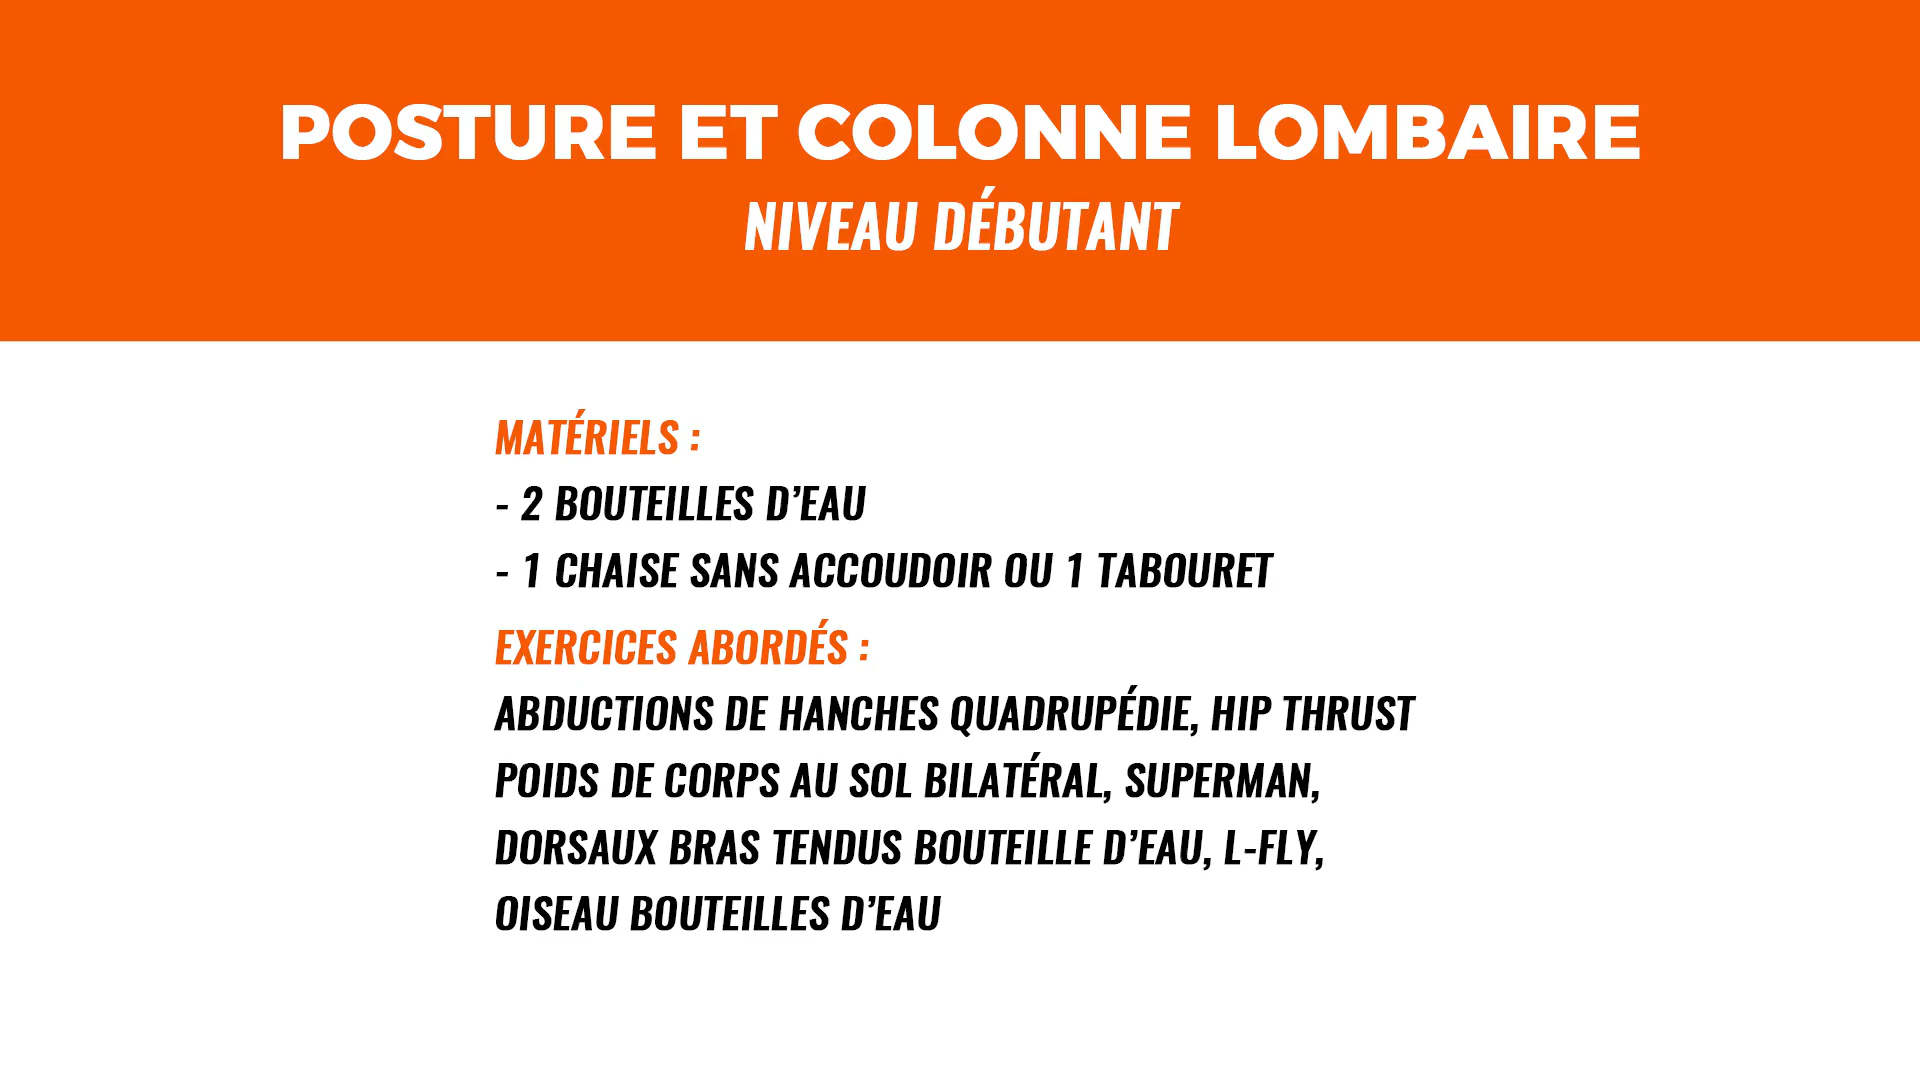 POSTURE ET COLONNE LOMBAIRE
NIVEAU DÉBUTANT
MATÉRIELS :
- 2 BOUTEILLES D’EAU
- 1 CHAISE SANS ACCOUDOIR OU 1 TABOURET
EXERCICES ABORDÉS :
ABDUCTIONS DE HANCHES QUADRUPÉDIE, HIP THRUST
POIDS DE CORPS AU SOL BILATÉRAL, SUPERMAN,
DORSAUX BRAS TENDUS BOUTEILLE D’EAU, L-FLY,
OISEAU BOUTEILLES D’EAU